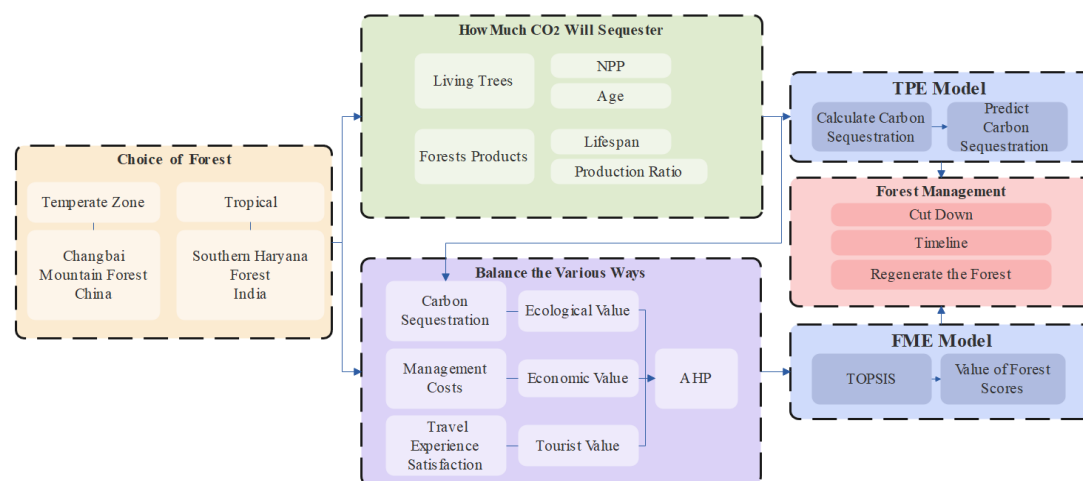 Choice of Forest
Temperate Zone
Tropical
Changbai
Mountain Forest
China
Southern Haryana
Forest
India
How Much CO2 Will Sequester
Living Trees
NPP
Age
Forests Products
Lifespan
Production Ratio
Balance the Various Ways
Carbon
Sequestration
Ecological Value
Management
Costs
Economic Value
AHP
Travel
Experience
Satisfaction
Tourist Value
TPE Model
Calculate Carbon
Sequestration
Predict
Carbon
Sequestration
Forest Management
Cut Down
Timeline
Regenerate the Forest
FME Model
TOPSIS
Value of Forest
Scores